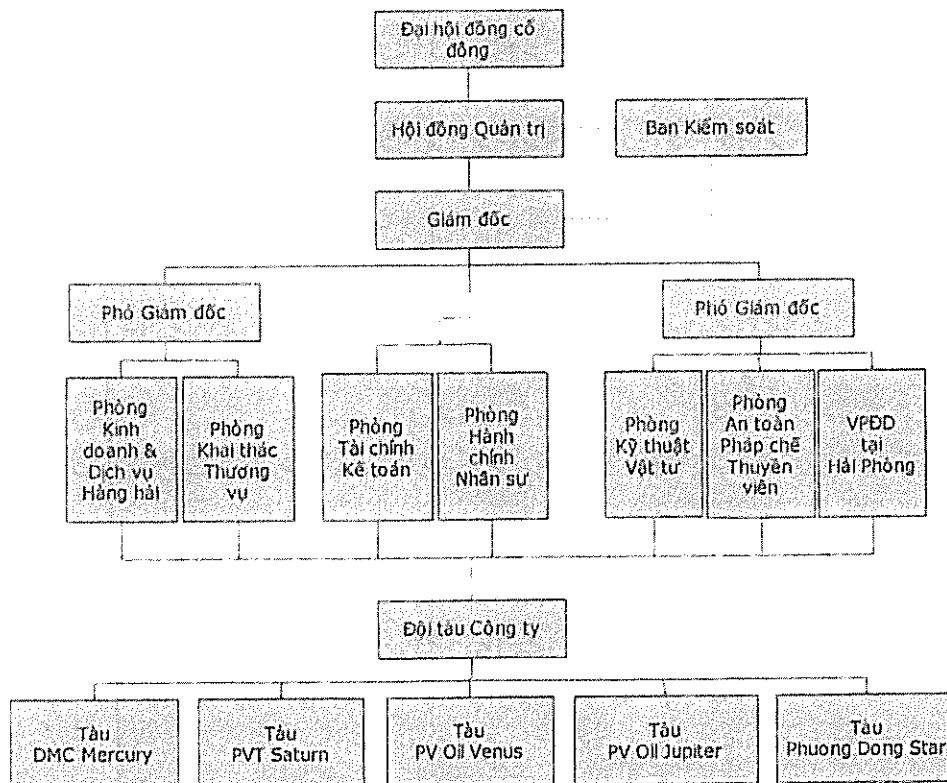 Đại hội đồng cổ
đông
Hội đồng Quản trị
Ban Kiểm soát
Giám đốc
Phó Giám đốc
Phó Giám đốc
Phòng
Kinh
doanh &
Dịch vụ
Hàng hải
Phòng
Khai thác
Thương
vụ
Phòng
Tài chính
Kế toán
Phòng
Hành
chính
Nhân sự
Phòng
Kỹ thuật
Vật tư
Phòng
An toàn
Pháp chế
Thuyền
viên
VPĐD
tại
Hải Phòng
Đội tàu Công ty
Tàu
DMC Mercury
Tàu
PVT Saturn
Tàu
PV Oil Venus
Tàu
PV Oil Jupiter
Tàu
Phuong Dong Star